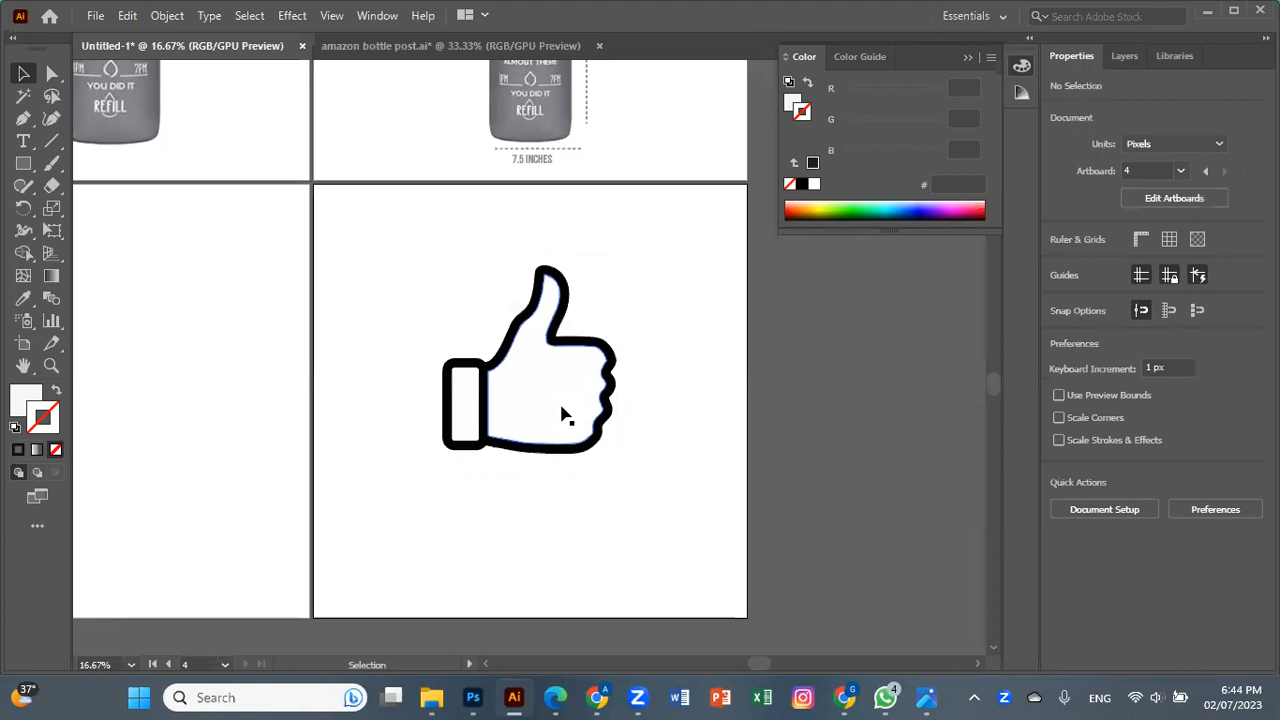 File Edit Object Type Select Effect View Window Help
Essentials
Search Adobe Stock
Untitled-1* @ 16.67% (RGB/GPU Preview)
amazon bottle post.ai* @ 33.33% (RGB/GPU Preview)
Color
Color Guide
R
G
B
#
Properties
Layers
Libraries
No Selection
Document
Units: Pixels
Artboard: 4
Edit Artboards
Ruler & Grids
Guides
Snap Options
Preferences
Keyboard Increment: 1 px
Use Preview Bounds
Scale Corners
Scale Strokes & Effects
Quick Actions
Document Setup
Preferences
7PM
YOU DID IT
REFILL
ALMOST THERE
7PM
YOU DID IT
REFILL
7.5 INCHES
16.67%
4
Selection
37°
Search
ENG
6:44 PM
02/07/2023